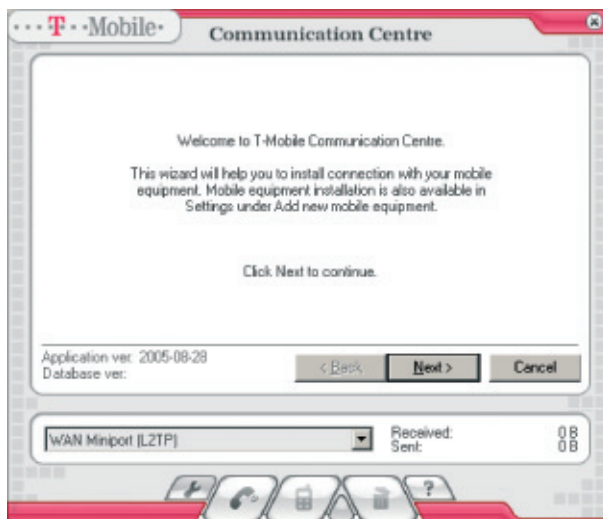 T Mobile
Communication Centre
Welcome to T-Mobile Communication Centre.
This wizard will help you to install connection with your mobile
equipment. Mobile equipment installation is also available in
Settings under Add new mobile equipment.
Click Next to continue.
Application ver: 2005-08-28
Database ver:
< Back
Next >
Cancel
WAN Miniport (L2TP)
Received: 0 B
Sent: 0 B
?